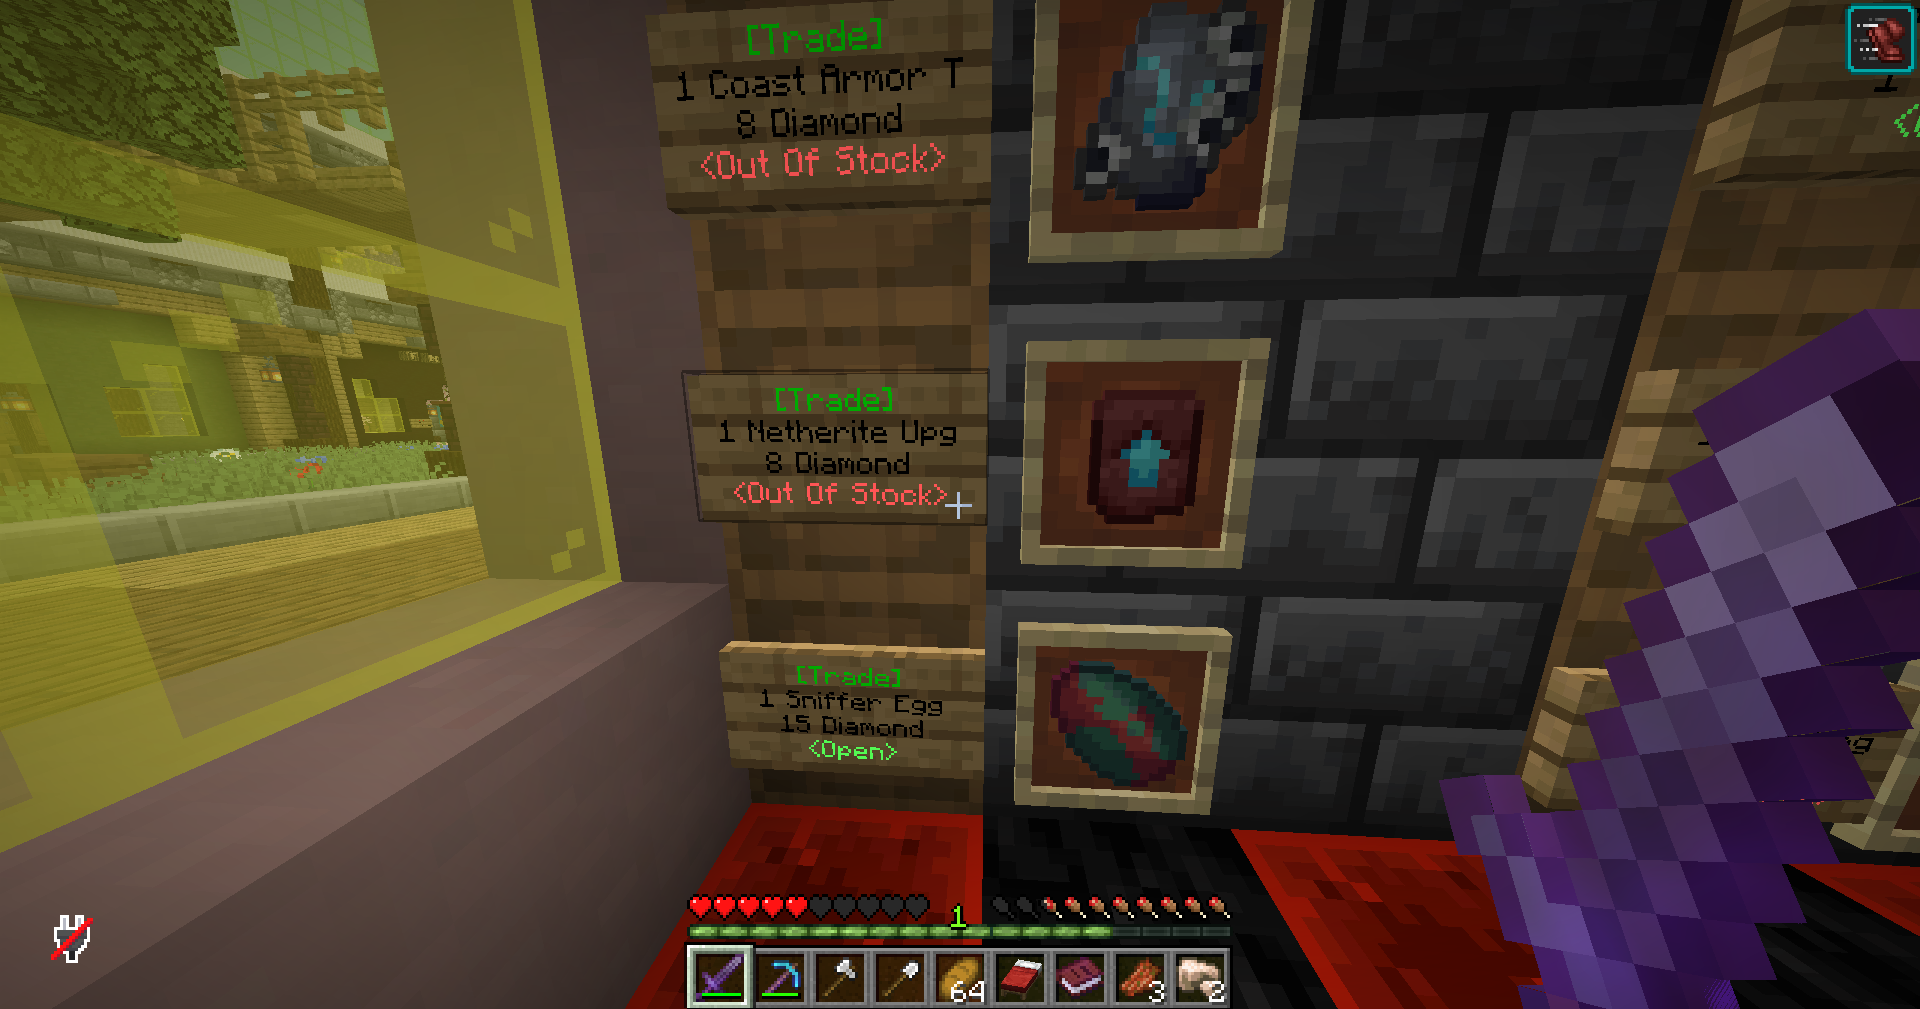 [Trade]
1 Coast Armor T
8 Diamond
<Out Of Stock>
[Trade]
1 Netherite Upg
8 Diamond
<Out Of Stock>
[Trade]
1 Sniffer Egg
15 Diamond
<Open>
1
1
64
3
2